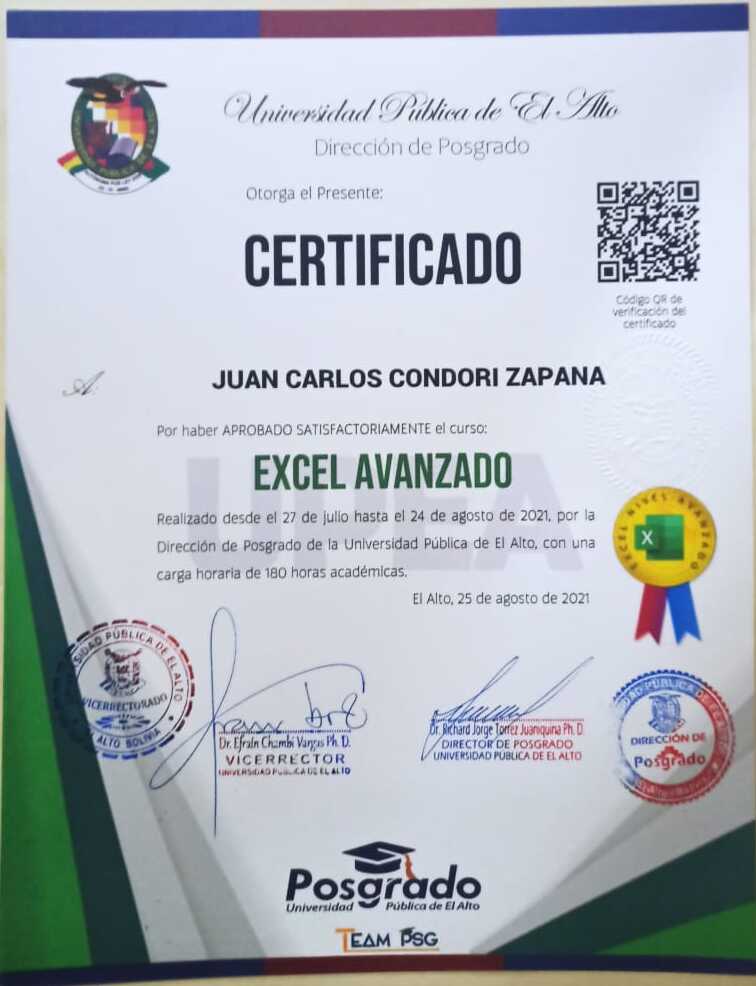 Universidad Pública de El Alto
Dirección de Posgrado
Otorga el Presente:
CERTIFICADO
Código QR de
verificación del
certificado
A:
JUAN CARLOS CONDORI ZAPANA
Por haber APROBADO SATISFACTORIAMENTE el curso:
UPEA
EXCEL AVANZADO
Realizado desde el 27 de julio hasta el 24 de agosto de 2021, por la
Dirección de Posgrado de la Universidad Pública de El Alto, con una
carga horaria de 180 horas académicas.
EXCEL NIVEL AVANZADO
X
El Alto, 25 de agosto de 2021
PÚBLICA DE EL ALTO
VICERRECTORADO
EL ALTO BOLIVIA
Dr. Efraín Chambi Vargas Ph. D.
VICERRECTOR
UNIVERSIDAD PÚBLICA DE EL ALTO
Dr. Richard Jorge Torrez Juaniquina Ph. D.
DIRECTOR DE POSGRADO
UNIVERSIDAD PÚBLICA DE EL ALTO
DIRECCIÓN DE
Posgrado
Posgrado
Universidad Pública de El Alto
TEAM PSG